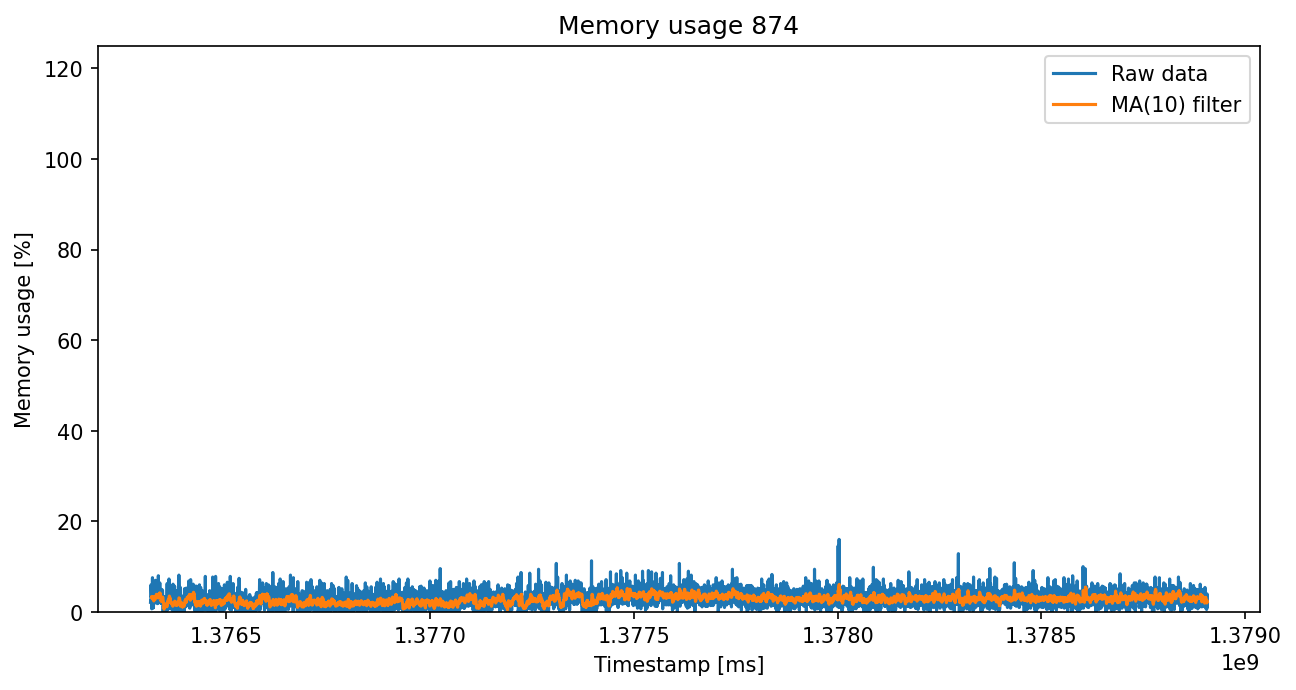 Memory usage 874
Raw data
MA(10) filter
120
100
80
60
40
20
0
Memory usage [%]
1.3765 1.3770 1.3775 1.3780 1.3785 1.3790
1e9
Timestamp [ms]